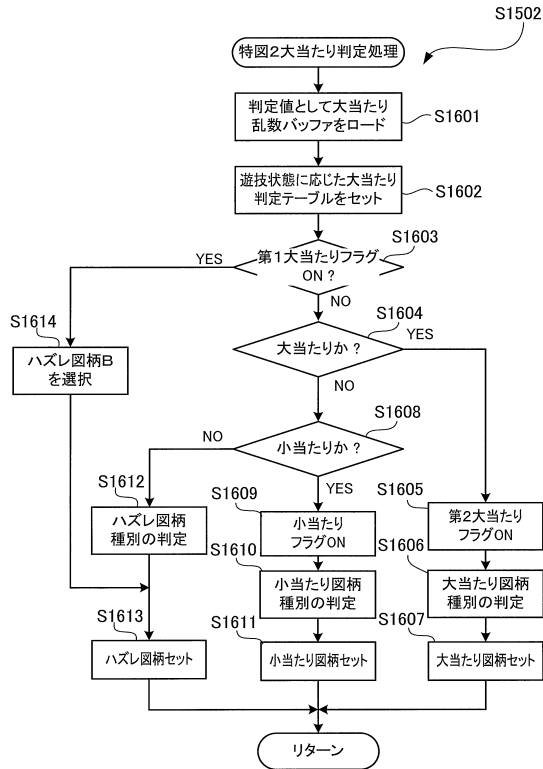 S1502
特図2大当たり判定処理
判定値として大当たり
乱数バッファをロード
S1601
遊技状態に応じた大当たり
判定テーブルをセット
S1602
S1603
第1大当たりフラグ
ON?
YES
NO
S1604
大当たりか?
YES
NO
S1614
ハズレ図柄B
を選択
S1608
小当たりか?
NO
YES
S1612
ハズレ図柄
種別の判定
S1609
小当たり
フラグON
S1605
第2大当たり
フラグON
S1610
小当たり図柄
種別の判定
S1606
大当たり図柄
種別の判定
S1613
ハズレ図柄セット
S1611
小当たり図柄セット
S1607
大当たり図柄セット
リターン